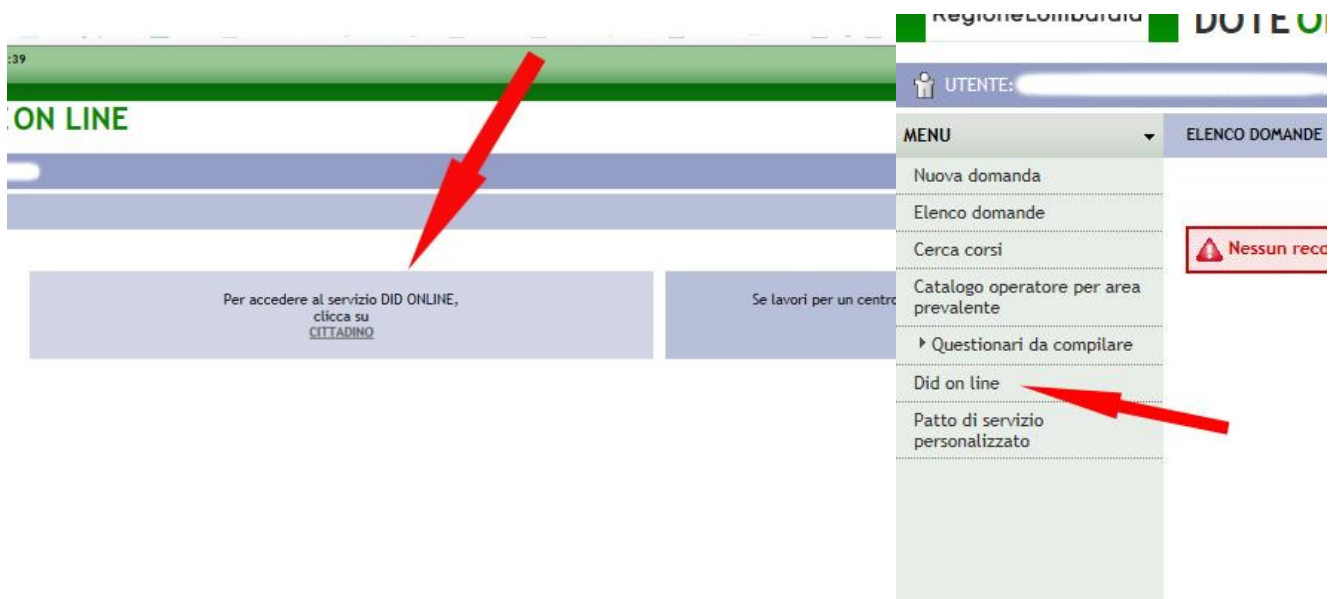 :39
ON LINE
Per accedere al servizio DID ONLINE,
clicca su
CITTADINO
Se lavori per un centro
RegioneLombardia
DOTE
UTENTE:
MENU
ELENCO DOMANDE
Nuova domanda
Elenco domande
Cerca corsi
Nessun reco
Catalogo operatore per area
prevalente
Questionari da compilare
Did on line
Patto di servizio
personalizzato